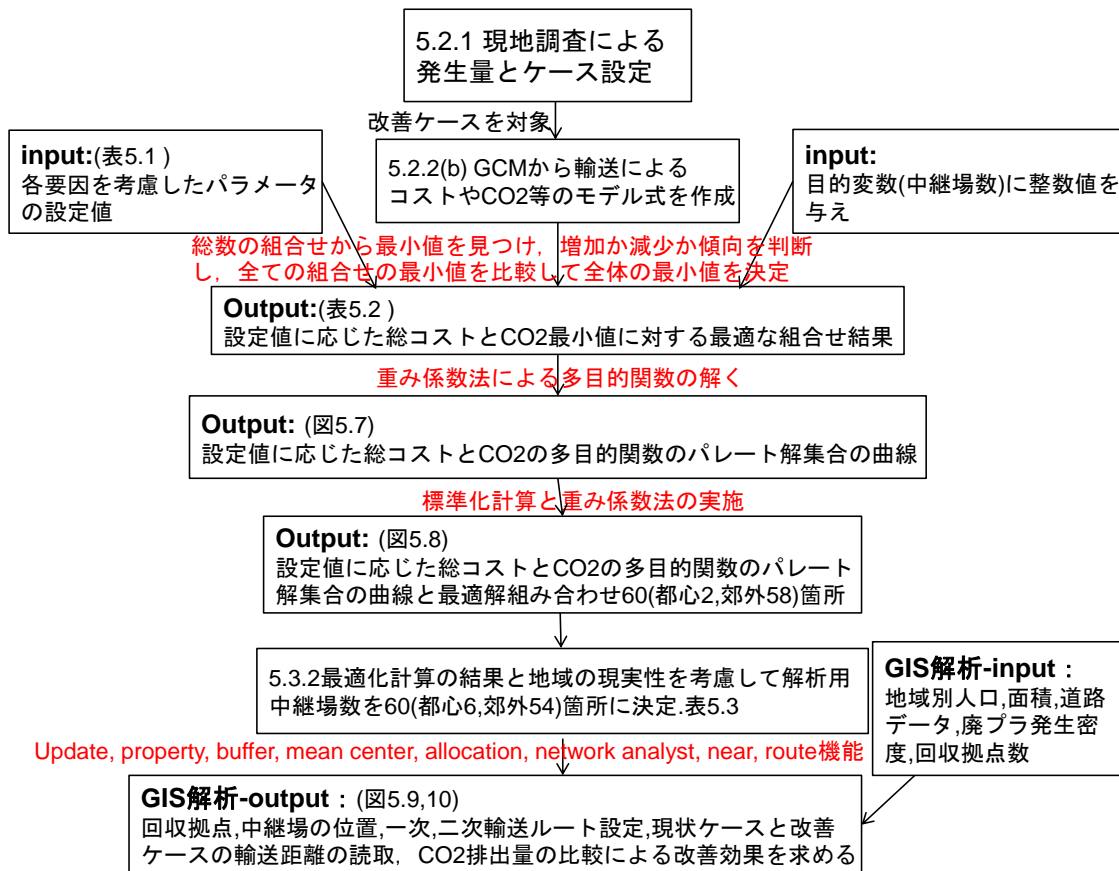 5.2.1 現地調査による
発生量とケース設定
改善ケースを対象
input:(表5.1 )
各要因を考慮したパラメータ
の設定値
5.2.2(b) GCMから輸送による
コストやCO2等のモデル式を作成
input:
目的変数(中継場数)に整数値を
与え
総数の組合せから最小値を見つけ，増加か減少か傾向を判断
し，全ての組合せの最小値を比較して全体の最小値を決定
Output:(表5.2 )
設定値に応じた総コストとCO2最小値に対する最適な組合せ結果
重み係数法による多目的関数の解く
Output: (図5.7)
設定値に応じた総コストとCO2の多目的関数のパレート解集合の曲線
標準化計算と重み係数法の実施
Output: (図5.8)
設定値に応じた総コストとCO2の多目的関数のパレート
解集合の曲線と最適解組み合わせ60(都心2,郊外58)箇所
5.3.2最適化計算の結果と地域の現実性を考慮して解析用
中継場数を60(都心6,郊外54)箇所に決定.表5.3
GIS解析-input：
地域別人口,面積,道路
データ,廃プラ発生密
度,回収拠点数
Update, property, buffer, mean center, allocation, network analyst, near, route機能
GIS解析-output：(図5.9,10)
回収拠点,中継場の位置,一次,二次輸送ルート設定,現状ケースと改善
ケースの輸送距離の読取，CO2排出量の比較による改善効果を求める